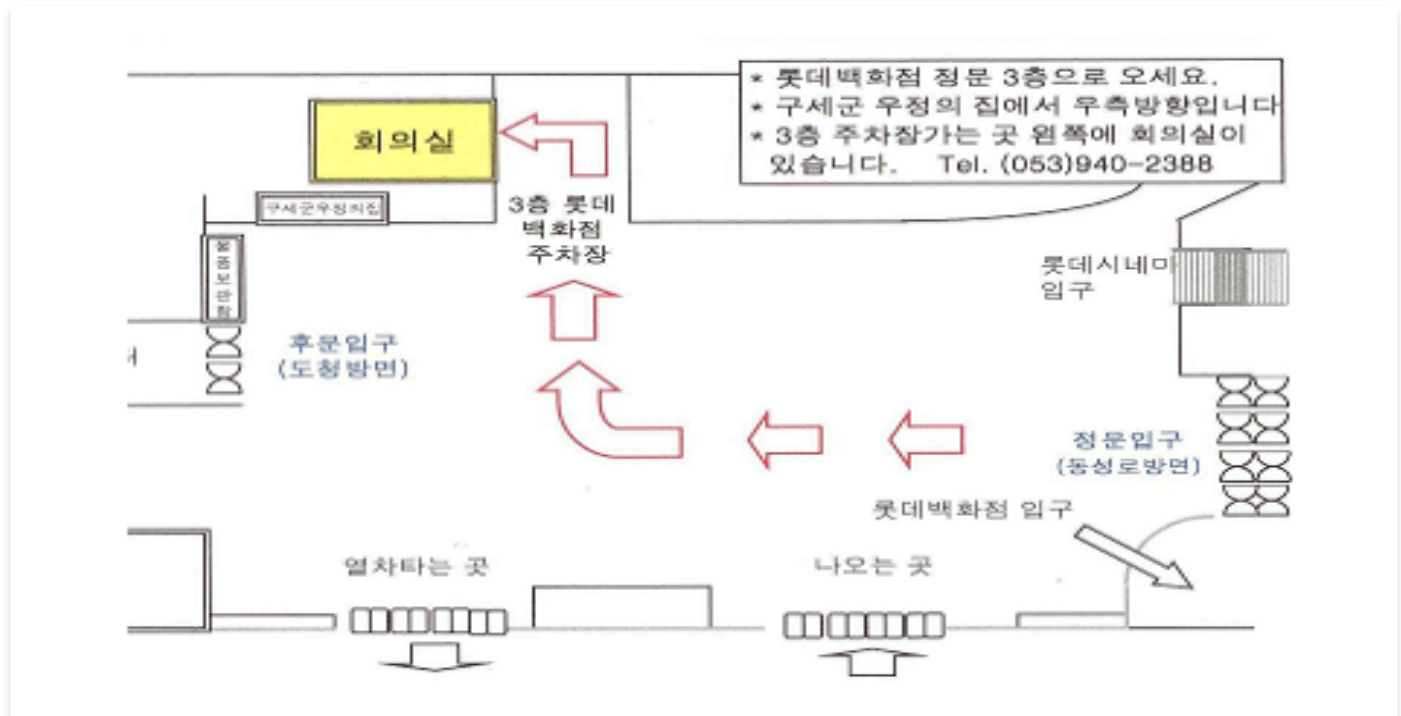 * 롯데백화점 정문 3층으로 오세요.
* 구세군 우정의 집에서 우측방향입니다
* 3층 주차장가는 곳 왼쪽에 회의실이
있습니다. Tel. (053)940-2388
회의실
구세군우정의집
3층 롯데
백화점
주차장
물품보관함
롯데시네마
입구
후문입구
(도청방면)
정문입구
(동성로방면)
롯데백화점 입구
열차타는 곳
나오는 곳